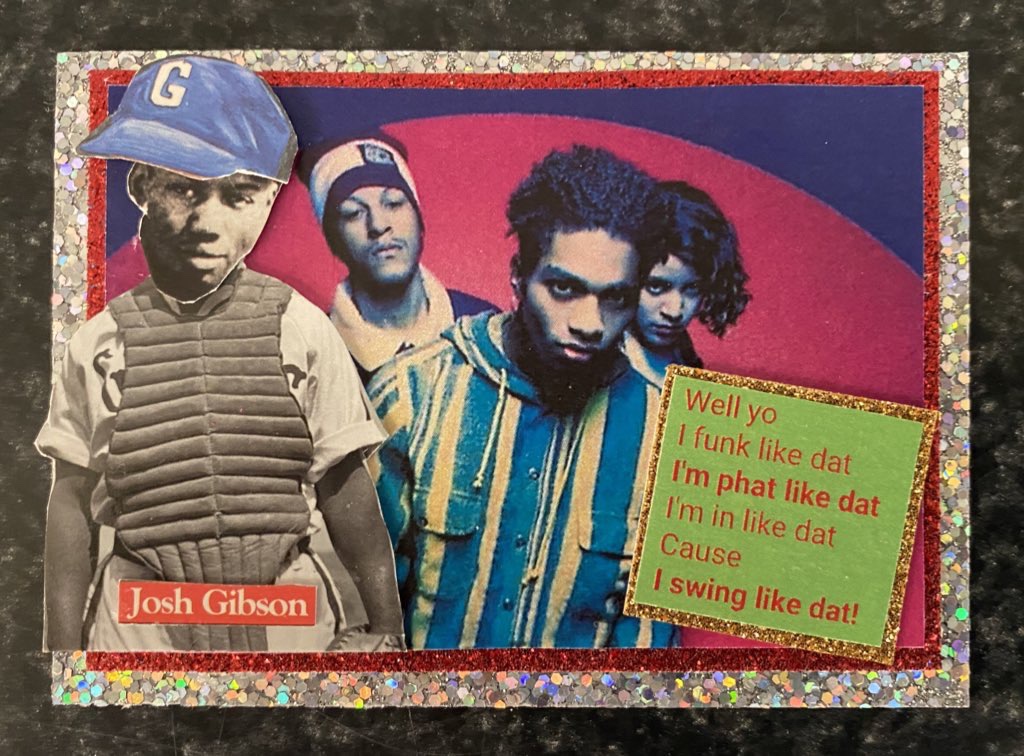 G
Josh Gibson
Well yo
I funk like dat
I'm phat like dat
I'm in like dat
Cause
I swing like dat!